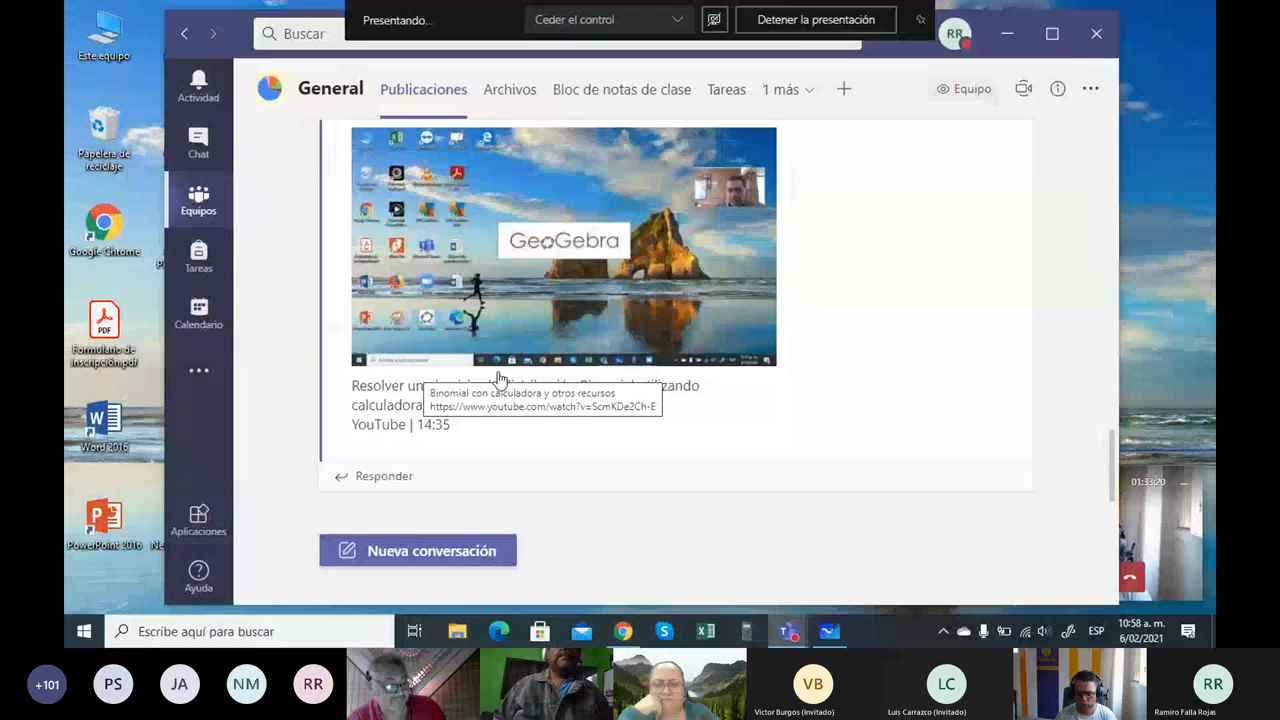 Presentando...
Ceder el control
Detener la presentación
Buscar
RR
Este equipo
Papelera de reciclaje
Google Chrome
PDF
Formulario de inscripción.pdf
Word 2016
PowerPoint 2016
Actividad
Chat
Equipos
Tareas
Calendario
Aplicaciones
Ayuda
General
Publicaciones
Archivos
Bloc de notas de clase
Tareas
1 más
Equipo
GeoGebra
Resolver
Binomial con calculadora y otros recursos
https://www.youtube.com/watch?v=ScmKDe2Ch-E
calculadora
YouTube | 14:35
Responder
Nueva conversación
01:33:20
Escribe aquí para buscar
ESP
10:58 a. m.
6/02/2021
+101
PS
JA
NM
RR
VB
Victor Burgos (Invitado)
LC
Luis Carrazco (Invitado)
RR
Ramiro Falla Rojas